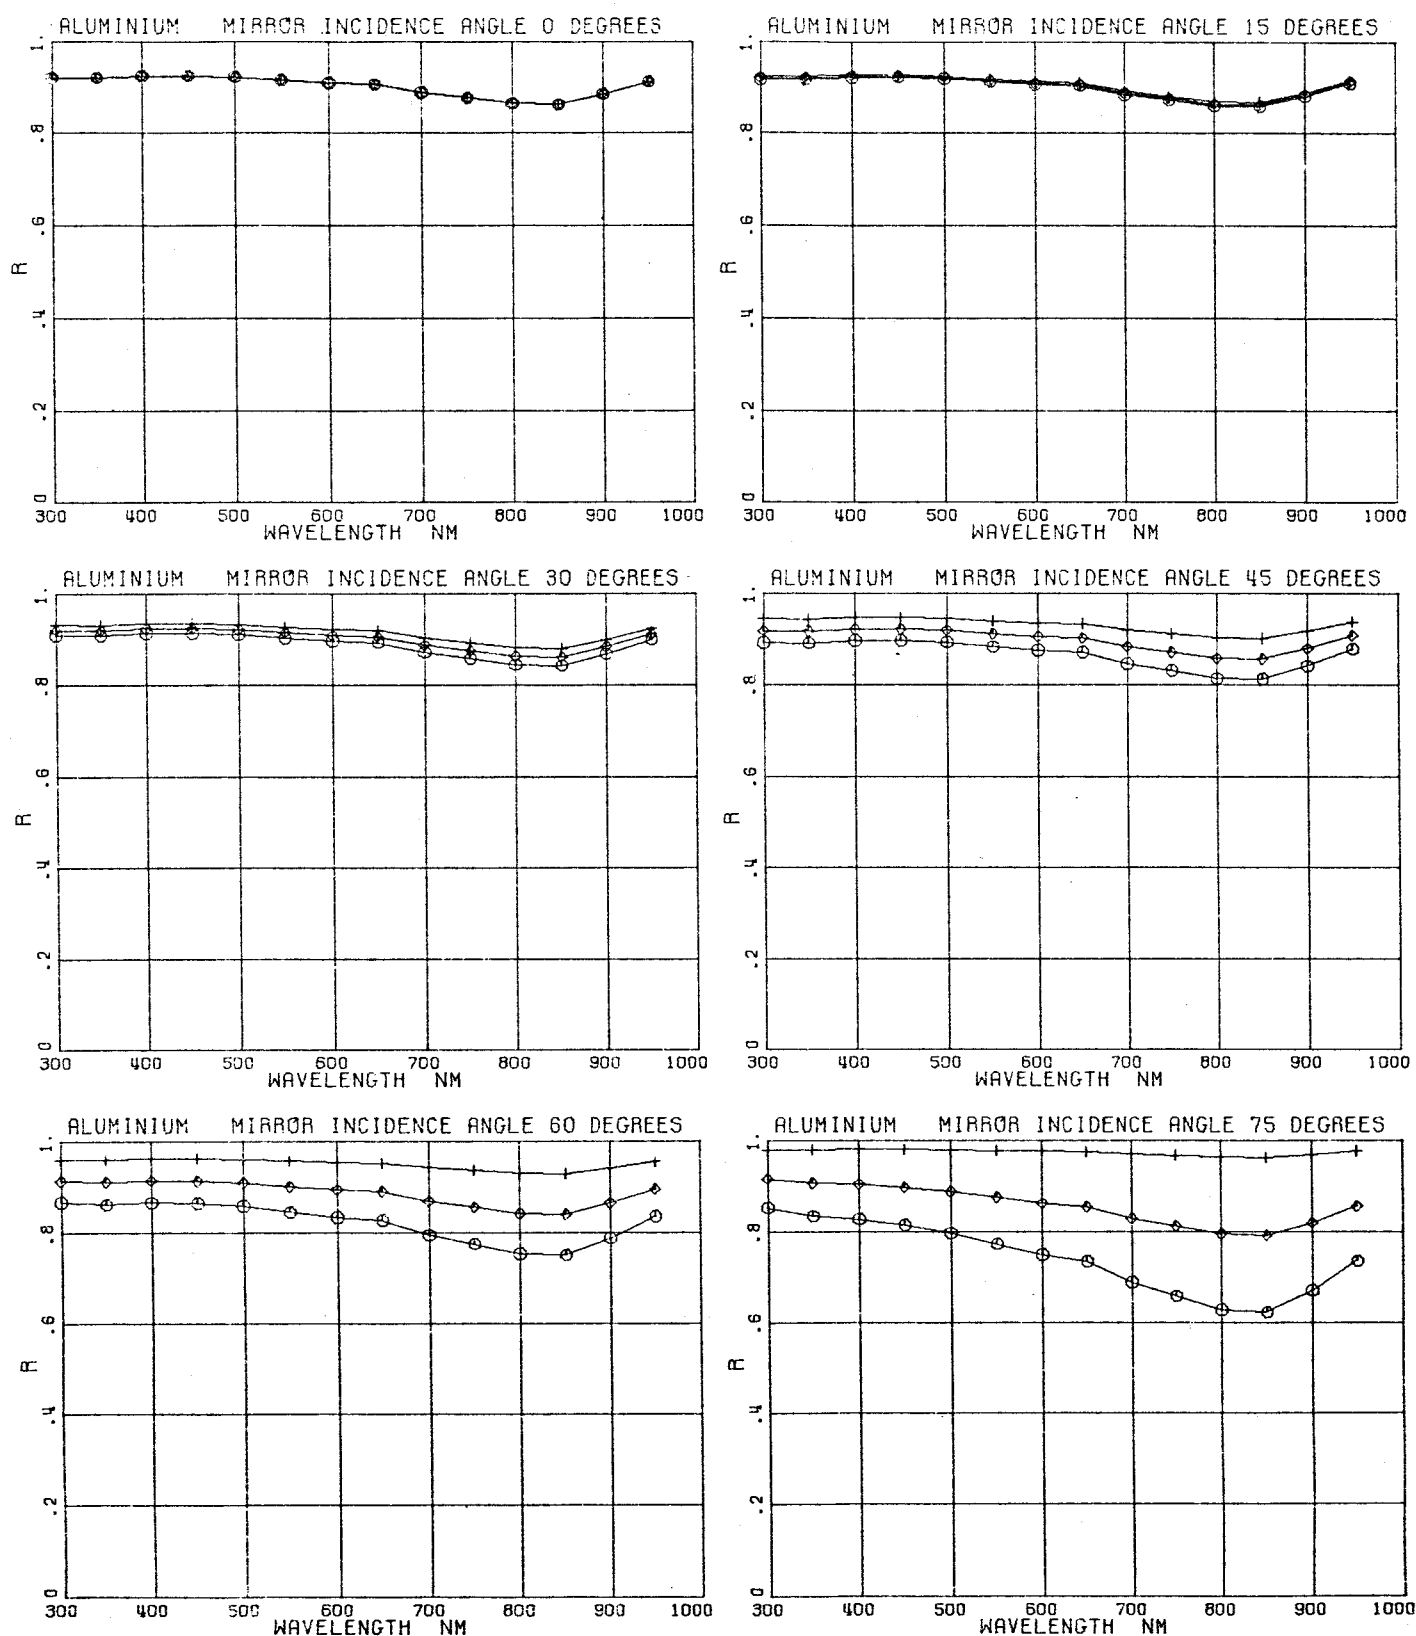 ALUMINIUM MIRROR INCIDENCE ANGLE 0 DEGREES
1.
.8
.6
R
.4
.2
0
300 400 500 600 700 800 900 1000
WAVELENGTH NM
ALUMINIUM MIRROR INCIDENCE ANGLE 15 DEGREES
1.
.8
.6
R
.4
.2
0
300 400 500 600 700 800 900 1000
WAVELENGTH NM
ALUMINIUM MIRROR INCIDENCE ANGLE 30 DEGREES
1.
.8
.6
R
.4
.2
0
300 400 500 600 700 800 900 1000
WAVELENGTH NM
ALUMINIUM MIRROR INCIDENCE ANGLE 45 DEGREES
1.
.8
.6
R
.4
.2
0
300 400 500 600 700 800 900 1000
WAVELENGTH NM
ALUMINIUM MIRROR INCIDENCE ANGLE 60 DEGREES
1.
.8
.6
R
.4
.2
0
300 400 500 600 700 800 900 1000
WAVELENGTH NM
ALUMINIUM MIRROR INCIDENCE ANGLE 75 DEGREES
1.
.8
.6
R
.4
.2
0
300 400 500 600 700 800 900 1000
WAVELENGTH NM